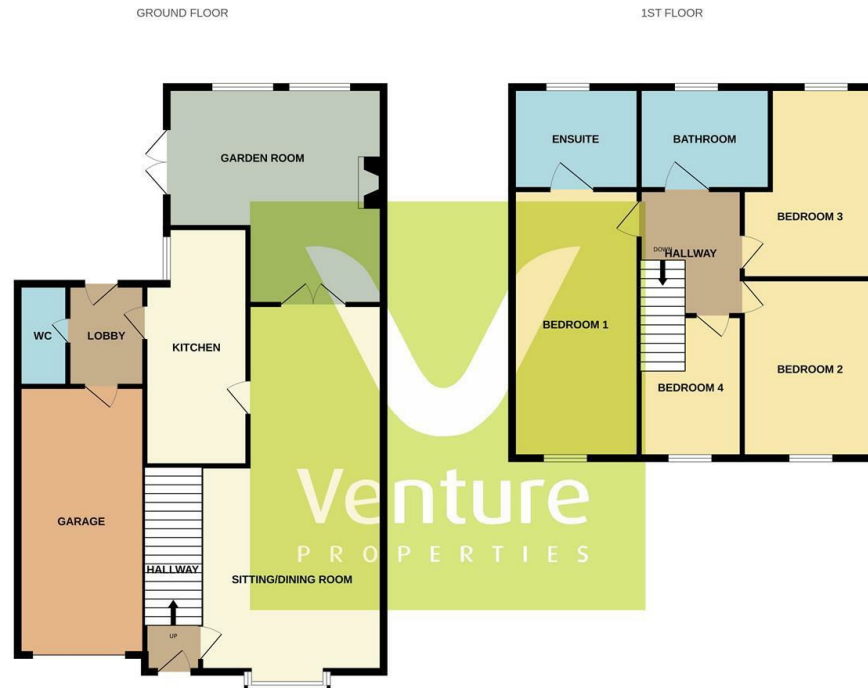 GROUND FLOOR
1ST FLOOR
GARDEN ROOM
WC
LOBBY
KITCHEN
GARAGE
HALLWAY
UP
SITTING/DINING ROOM
ENSUITE
BATHROOM
BEDROOM 3
DOWN
HALLWAY
BEDROOM 1
BEDROOM 4
BEDROOM 2
Venture
PROPERTIES